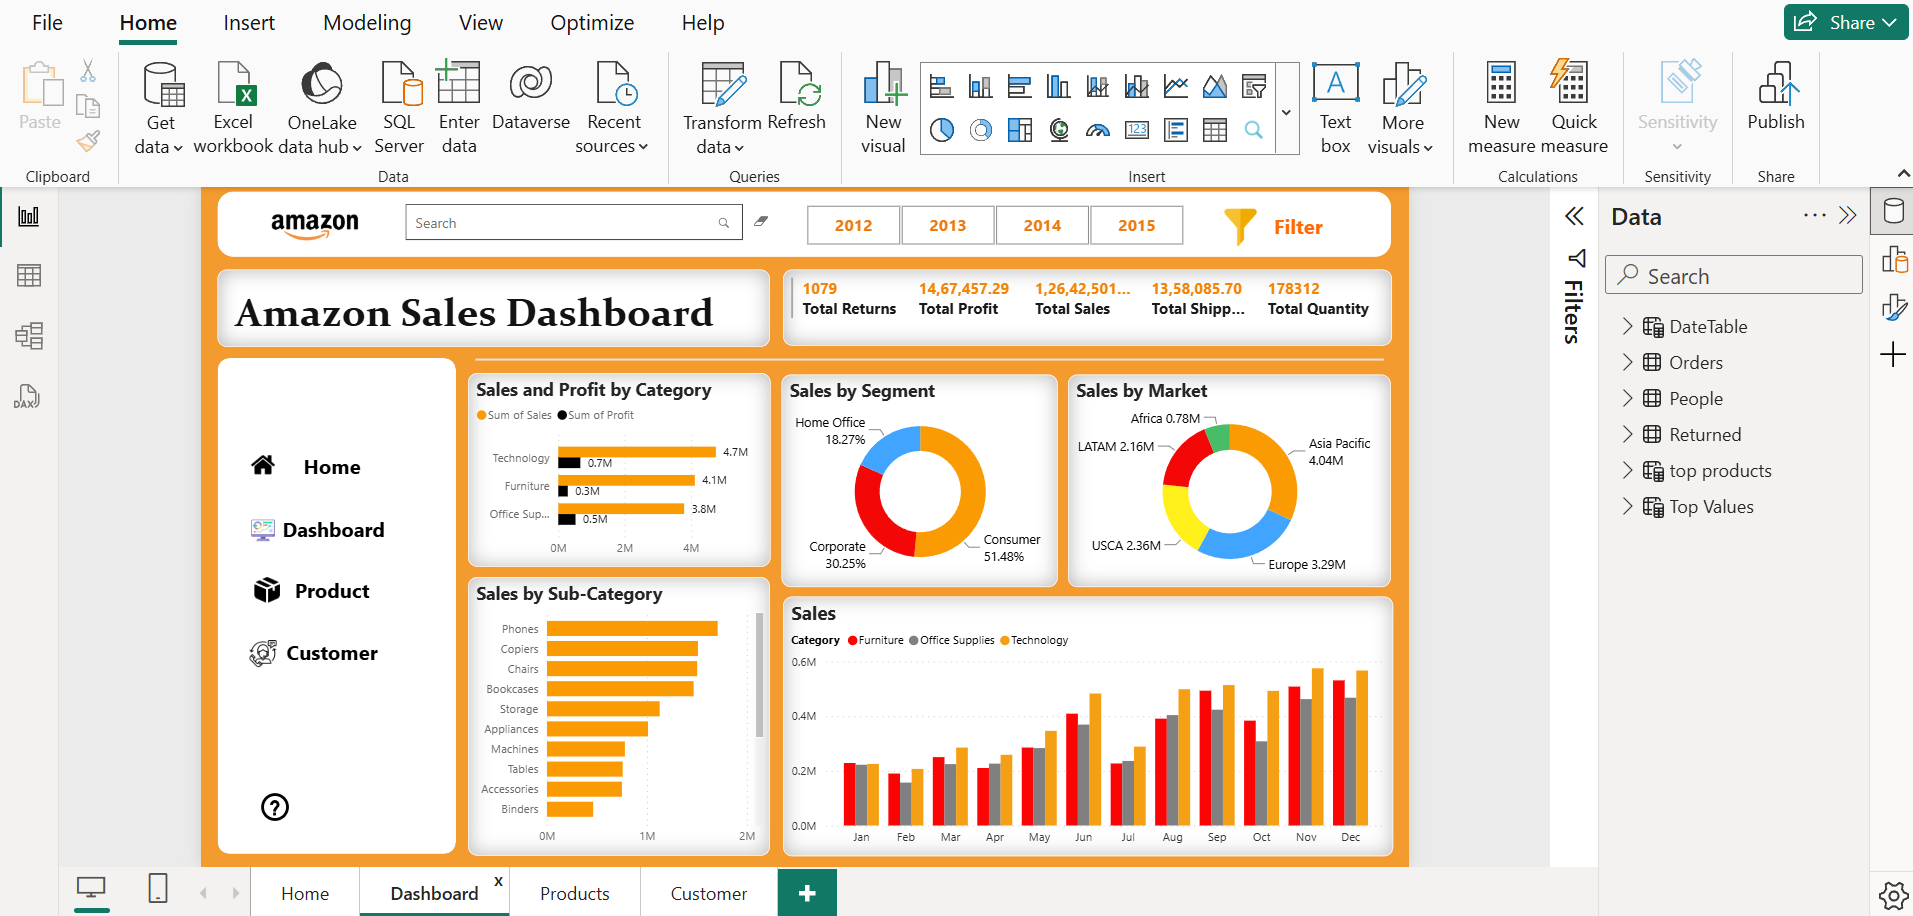 File Home Insert Modeling View Optimize Help
Share
Paste
Get data
Excel workbook
OneLake data hub
SQL Server
Enter data
Dataverse
Recent sources
Transform data
Refresh
New visual
A
123
Text box
More visuals
New measure
Quick measure
Sensitivity
Publish
Clipboard
Data
Queries
Insert
Calculations
Sensitivity
Share
DAX
amazon
Search
2012 2013 2014 2015
Filter
Amazon Sales Dashboard
1079 14,67,457.29 1,26,42,501... 13,58,085.70 178312
Total Returns Total Profit Total Sales Total Shipp... Total Quantity
Home
Dashboard
Product
Customer
?
Sales and Profit by Category
Sum of Sales Sum of Profit
Technology 4.7M
0.7M
Furniture 4.1M
0.3M
Office Sup... 3.8M
0.5M
0M 2M 4M
Sales by Segment
Home Office
18.27%
Corporate
30.25%
Consumer
51.48%
Sales by Market
Africa 0.78M
LATAM 2.16M
Asia Pacific
4.04M
USCA 2.36M
Europe 3.29M
Sales by Sub-Category
Phones
Copiers
Chairs
Bookcases
Storage
Appliances
Machines
Tables
Accessories
Binders
0M 1M 2M
Sales
Category Furniture Office Supplies Technology
0.6M
0.4M
0.2M
0.0M
Jan Feb Mar Apr May Jun Jul Aug Sep Oct Nov Dec
Filters
Data
Search
DateTable
Orders
People
Returned
top products
Top Values
Home Dashboard x Products Customer +